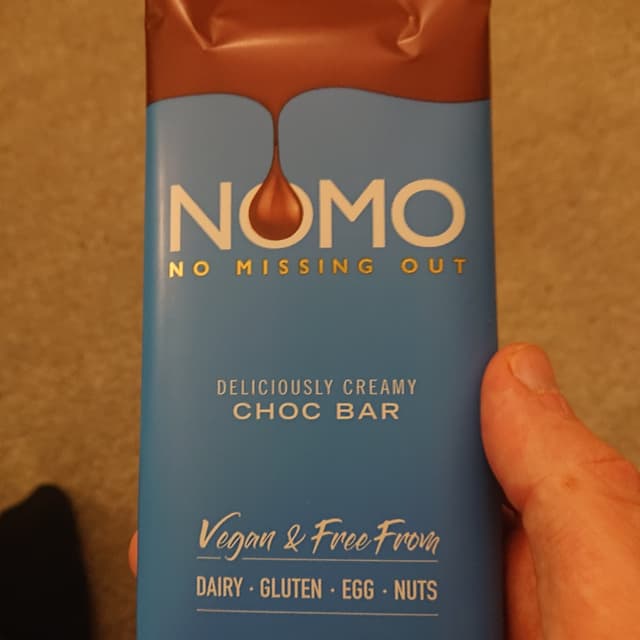 NOMO
NO MISSING OUT
DELICIOUSLY CREAMY
CHOC BAR
Vegan & Free From
DAIRY · GLUTEN · EGG · NUTS